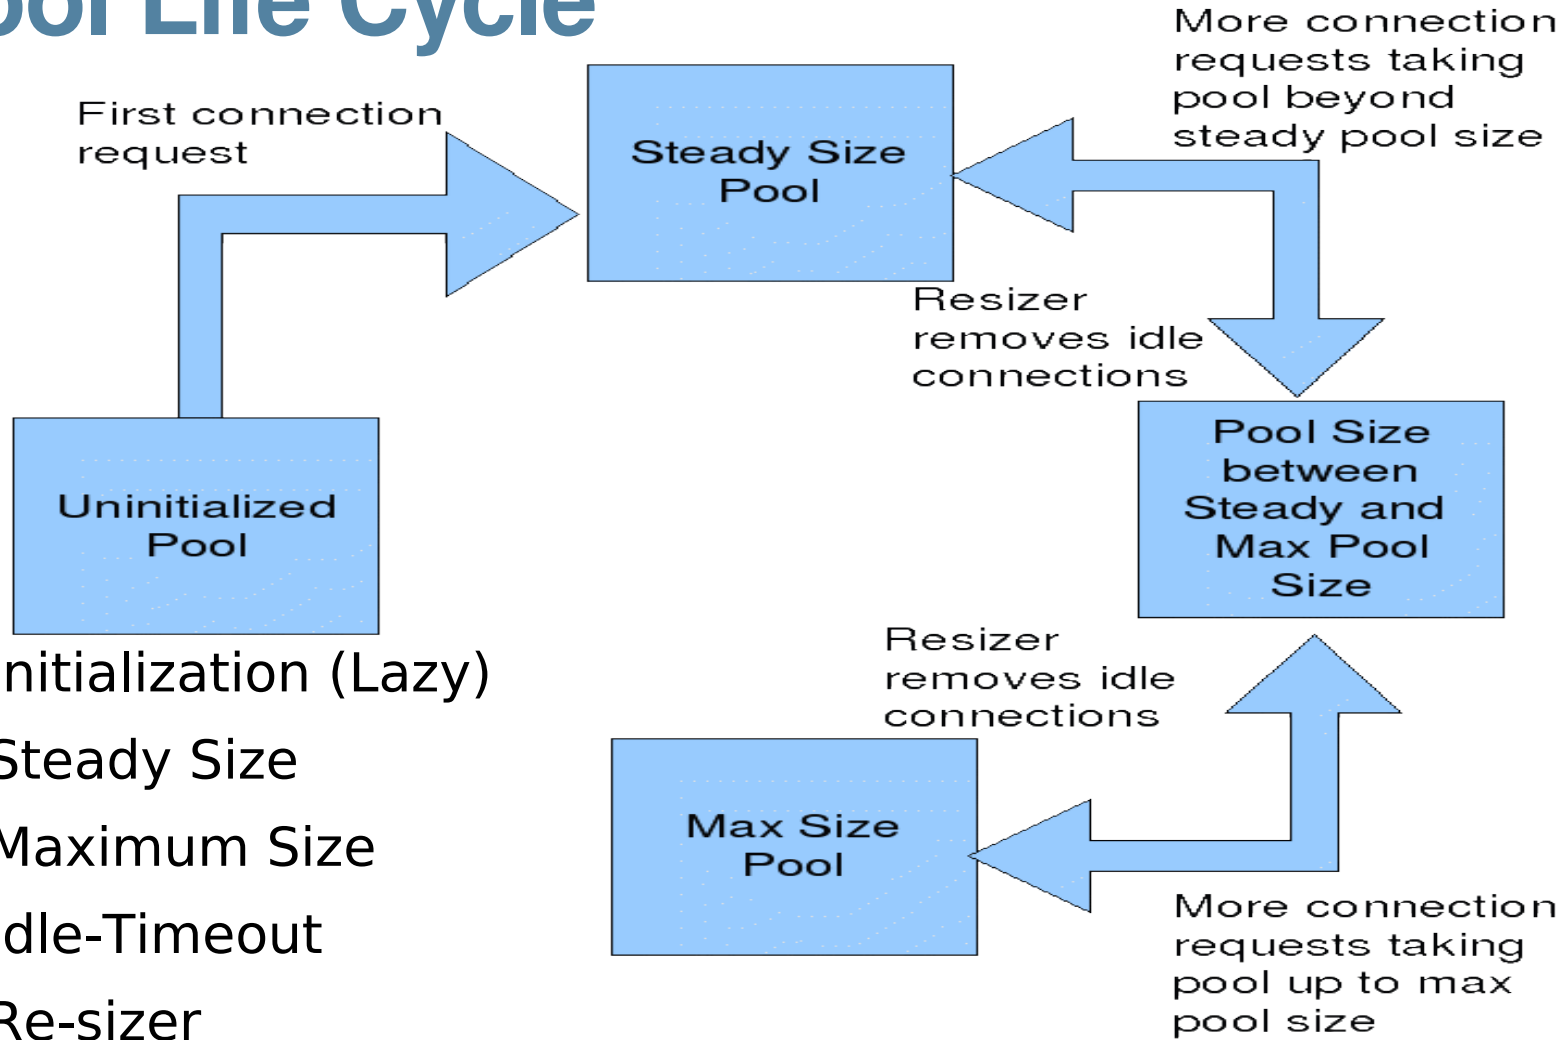 ool Life Cycle
First connection
request
Steady Size
Pool
More connection
requests taking
pool beyond
steady pool size
Resizer
removes idle
connections
Uninitialized
Pool
Pool Size
between
Steady and
Max Pool
Size
nitialization (Lazy)
Steady Size
Maximum Size
dle-Timeout
Re-sizer
Resizer
removes idle
connections
Max Size
Pool
More connection
requests taking
pool up to max
pool size